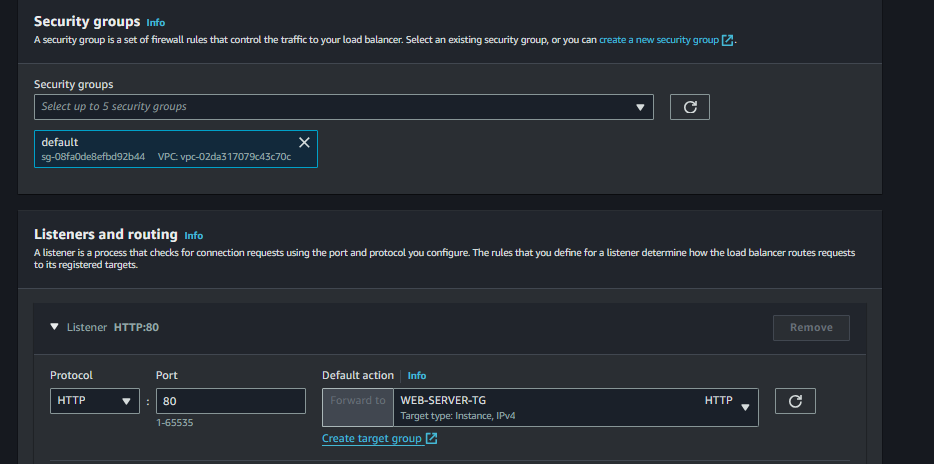 Security groups Info
A security group is a set of firewall rules that control the traffic to your load balancer. Select an existing security group, or you can create a new security group.
Security groups
Select up to 5 security groups
default
sg-08fa0de8efbd92b44 VPC: vpc-02da317079c43c70c
Listeners and routing Info
A listener is a process that checks for connection requests using the port and protocol you configure. The rules that you define for a listener determine how the load balancer routes requests
to its registered targets.
Listener HTTP:80 Remove
Protocol Port Default action Info
HTTP : 80 Forward to WEB-SERVER-TG HTTP
Target type: Instance, IPv4
1-65535
Create target group